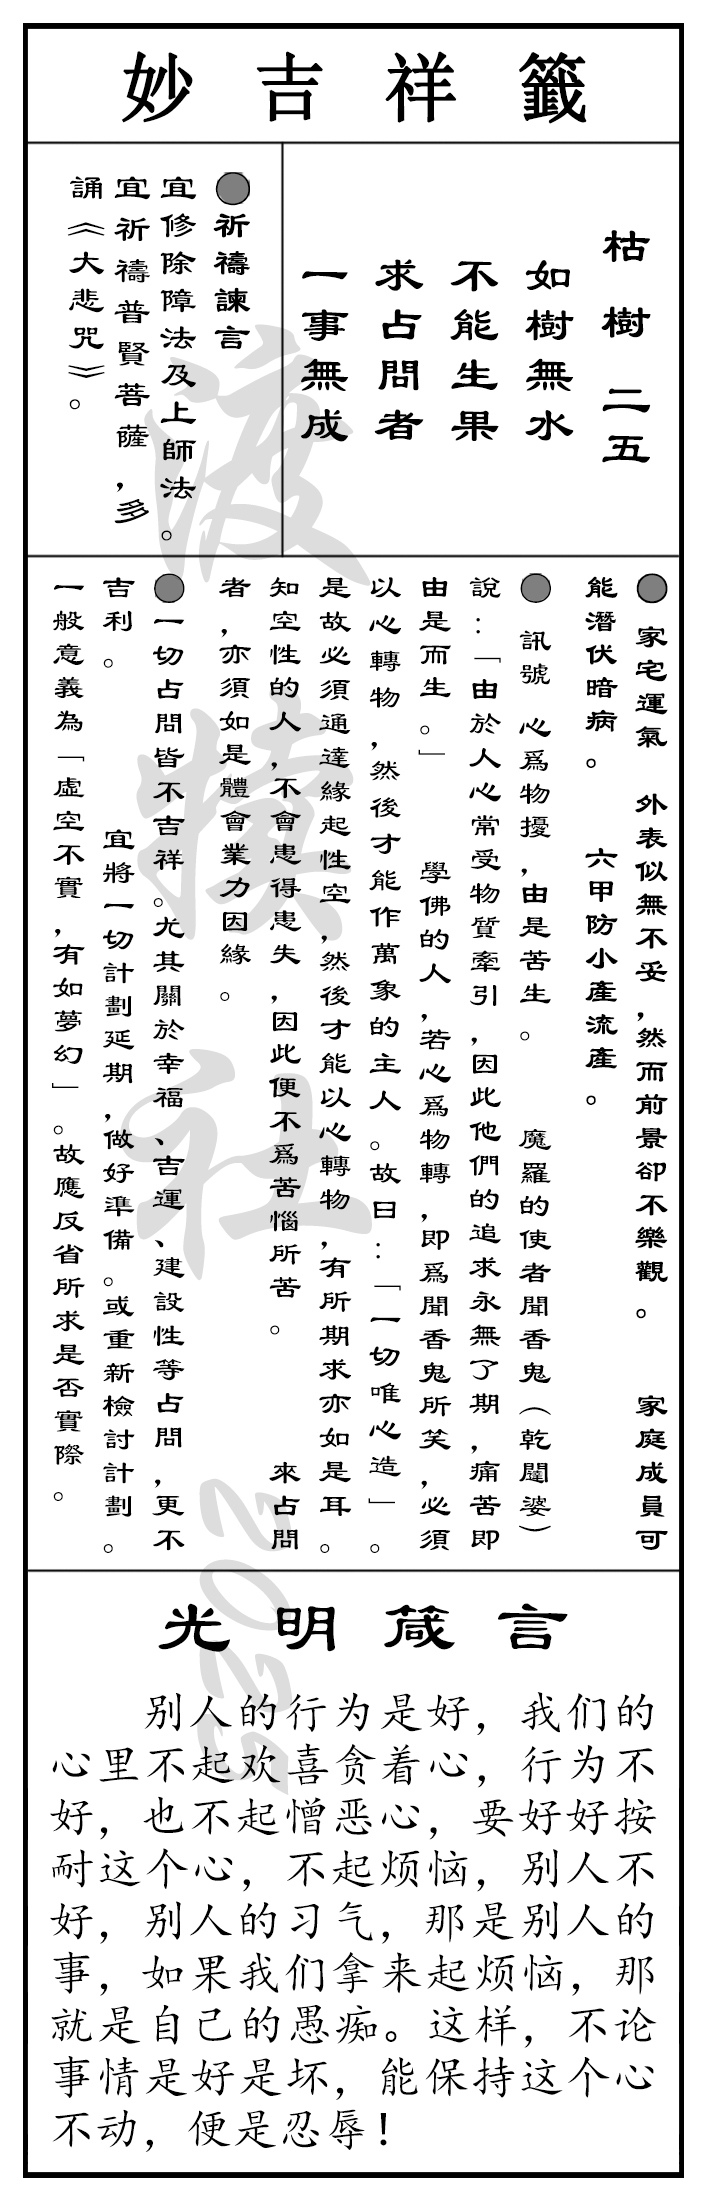 妙吉祥籤
枯樹二五
如樹無水
不能生果
求占問者
一事無成
●祈禱諫言
宜修除障法及上師法。
宜祈禱普賢菩薩，多
誦《大悲咒》。
●家宅運氣　外表似無不妥，然而前景卻不樂觀。　家庭成員可
能潛伏暗病。　六甲防小產流產。
●訊號　心爲物擾，由是苦生。　魔羅的使者聞香鬼（乾闥婆）
說：「由於人心常受物質牽引，因此他們的追求永無了期，痛苦即
由是而生。」　學佛的人，若心爲物轉，即爲聞香鬼所笑，必須
以心轉物，然後才能作萬象的主人。故曰：「一切唯心造」。
是故必須通達緣起性空，然後才能以心轉物，有所期求亦如是耳。
知空性的人，不會患得患失，因此便不爲苦惱所苦。　來占問
者，亦須如是體會業力因緣。
●一切占問皆不吉祥。尤其關於幸福、吉運、建設性等占問，更不
吉利。　宜將一切計劃延期，做好準備。或重新檢討計劃。
一般意義為「虛空不實，有如夢幻」。故應反省所求是否實際。
光明箴言
别人的行为是好，我们的
心里不起欢喜贪着心，行为不
好，也不起憎恶心，要好好按
耐这个心，不起烦恼，别人不
好，别人的习气，那是别人的
事，如果我们拿来起烦恼，那
就是自己的愚痴。这样，不论
事情是好是坏，能保持这个心
不动，便是忍辱！
渡犊社2025